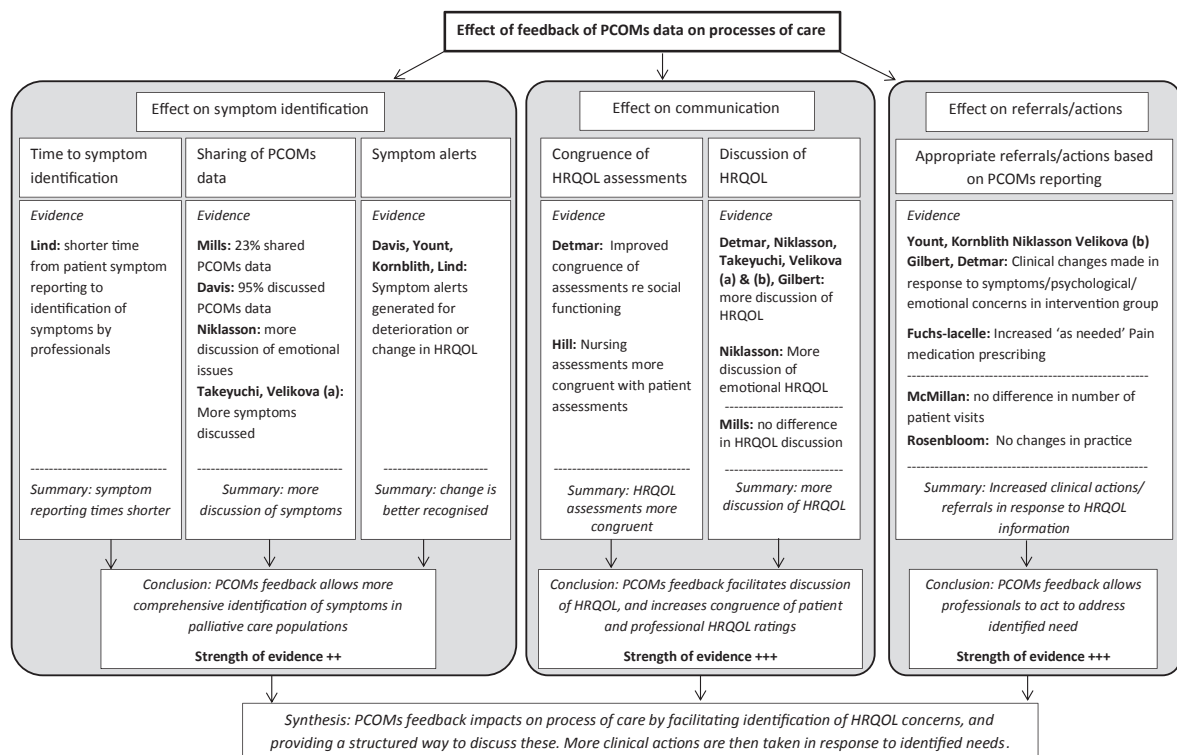 Effect of feedback of PCOMs data on processes of care
Effect on symptom identification
Time to symptom
identification
Evidence
Lind: shorter time
from patient symptom
reporting to
identification of
symptoms by
professionals
------------------------------
Summary: symptom
reporting times shorter
Sharing of PCOMs
data
Evidence
Mills: 23% shared
PCOMs data
Davis: 95% discussed
PCOMs data
Niklasson: more
discussion of emotional
issues
Takeyuchi, Velikova (a):
More symptoms
discussed
--------------------------------
Summary: more
discussion of symptoms
Symptom alerts
Evidence
Davis, Yount,
Kornblith, Lind:
Symptom alerts
generated for
deterioration or
change in HRQOL
-----------------------
Summary: change is
better recognised
Conclusion: PCOMs feedback allows more
comprehensive identification of symptoms in
palliative care populations
Strength of evidence ++
Effect on communication
Congruence of
HRQOL assessments
Evidence
Detmar: Improved
congruence of
assessments re social
functioning
Hill: Nursing
assessments more
congruent with patient
assessments
------------------------------
Summary: HRQOL
assessments more
congruent
Discussion of
HRQOL
Evidence
Detmar, Niklasson,
Takeyuchi, Velikova
(a) & (b), Gilbert:
more discussion of
HRQOL
Niklasson: More
discussion of
emotional HRQOL
--------------------------
Mills: no difference
in HRQOL discussion
--------------------------
Summary: more
discussion of HRQOL
Conclusion: PCOMs feedback facilitates discussion
of HRQOL, and increases congruence of patient
and professional HRQOL ratings
Strength of evidence +++
Effect on referrals/actions
Appropriate referrals/actions based
on PCOMs reporting
Evidence
Yount, Kornblith Niklasson Velikova (b)
Gilbert, Detmar: Clinical changes made in
response to symptoms/psychological/
emotional concerns in intervention group
Fuchs-lacelle: Increased ‘as needed’ Pain
medication prescribing
-----------------------------------------------------
McMillan: no difference in number of
patient visits
Rosenbloom: No changes in practice
-----------------------------------------------------
Summary: Increased clinical actions/
referrals in response to HRQOL
information
Conclusion: PCOMs feedback allows
professionals to act to address
identified need
Strength of evidence +++
Synthesis: PCOMs feedback impacts on process of care by facilitating identification of HRQOL concerns, and
providing a structured way to discuss these. More clinical actions are then taken in response to identified needs.